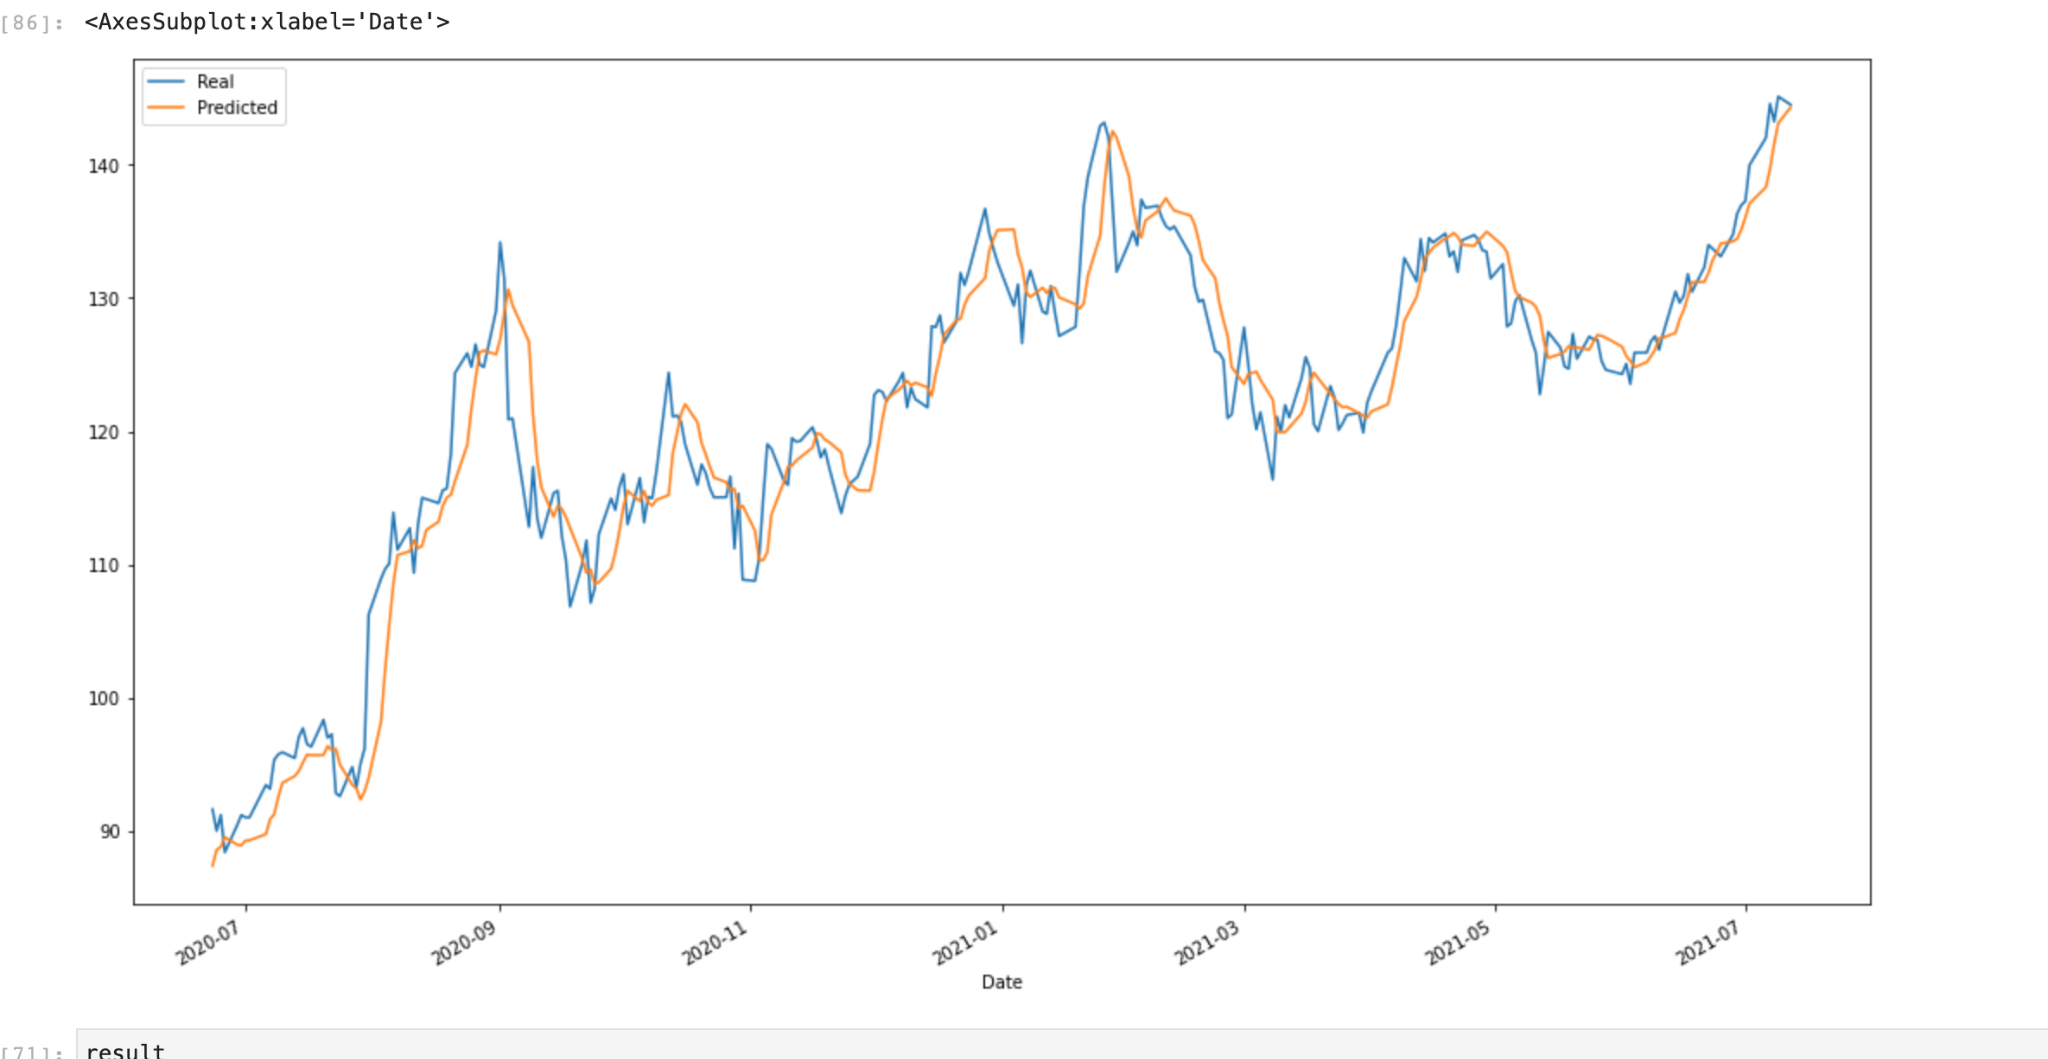 [86]: <AxesSubplot:xlabel='Date'>
Real
Predicted
140
130
120
110
100
90
2020-07
2020-09
2020-11
2021-01
2021-03
2021-05
2021-07
Date
[71]: result